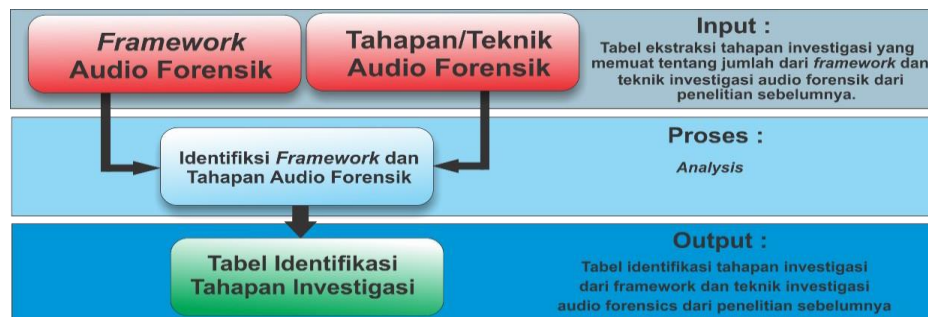 Framework
Audio Forensik
Tahapan/Teknik
Audio Forensik
Input :
Tabel ekstraksi tahapan investigasi yang
memuat tentang jumlah dari framework dan
teknik investigasi audio forensik dari
penelitian sebelumnya.
Identifiksi Framework dan
Tahapan Audio Forensik
Proses :
Analysis
Tabel Identifikasi
Tahapan Investigasi
Output :
Tabel identifikasi tahapan investigasi
dari framework dan teknik investigasi
audio forensics dari penelitian sebelumnya